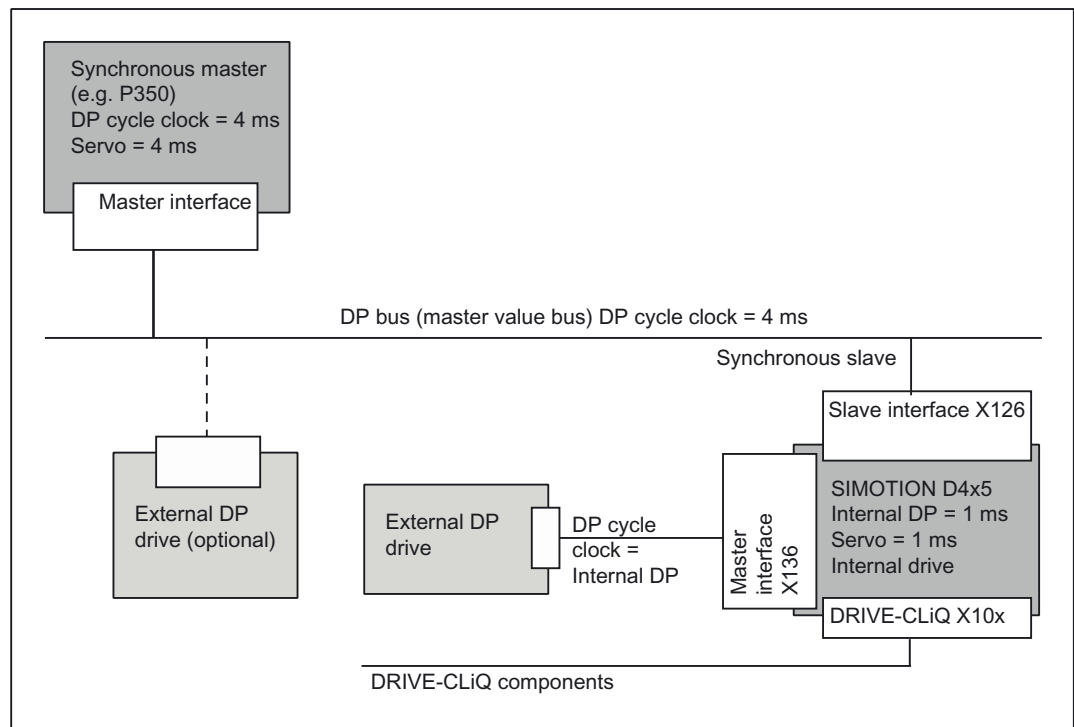 Synchronous master
(e.g. P350)
DP cycle clock = 4 ms
Servo = 4 ms
Master interface
DP bus (master value bus) DP cycle clock = 4 ms
Synchronous slave
Slave interface X126
External DP
drive (optional)
External DP
drive
DP cycle
clock =
Internal DP
Master
interface
X136
SIMOTION D4x5
Internal DP = 1 ms
Servo = 1 ms
Internal drive
DRIVE-CLiQ X10x
DRIVE-CLiQ components